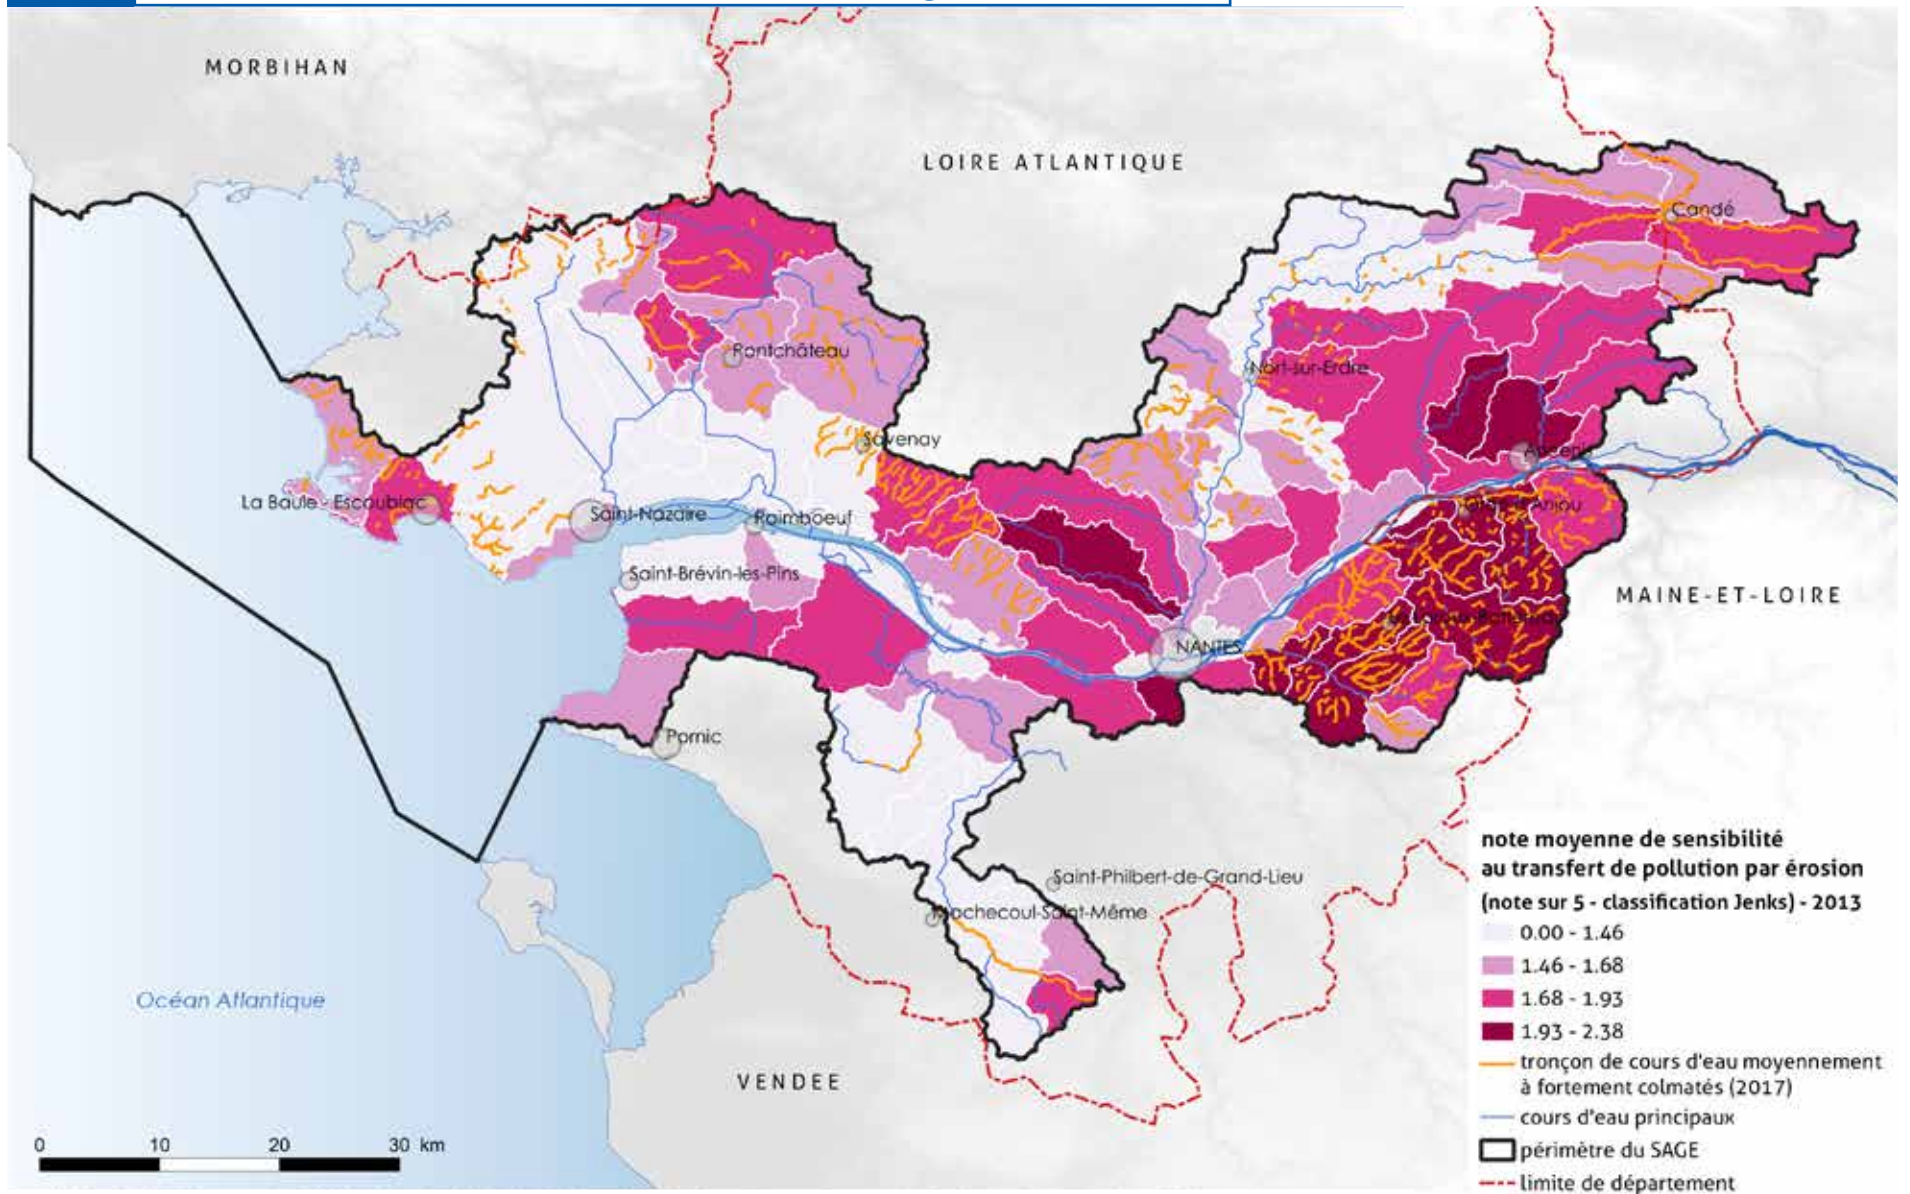 MORBIHAN
LOIRE ATLANTIQUE
Candé
Pontchâteau
Nort-sur-Erdre
Savenay
Ancenis
La Baule - Escoublac
Saint-Nazaire
Paimboeuf
d'Anjou
Saint-Brévin-les-Pins
MAINE-ET-LOIRE
NANTES
Pornic
Saint-Philbert-de-Grand-Lieu
Machecoul-Saint-Même
Océan Atlantique
VENDEE
0 10 20 30 km
note moyenne de sensibilité
au transfert de pollution par érosion
(note sur 5 - classification Jenks) - 2013
0.00 - 1.46
1.46 - 1.68
1.68 - 1.93
1.93 - 2.38
tronçon de cours d'eau moyennement
à fortement colmatés (2017)
cours d'eau principaux
périmètre du SAGE
limite de département